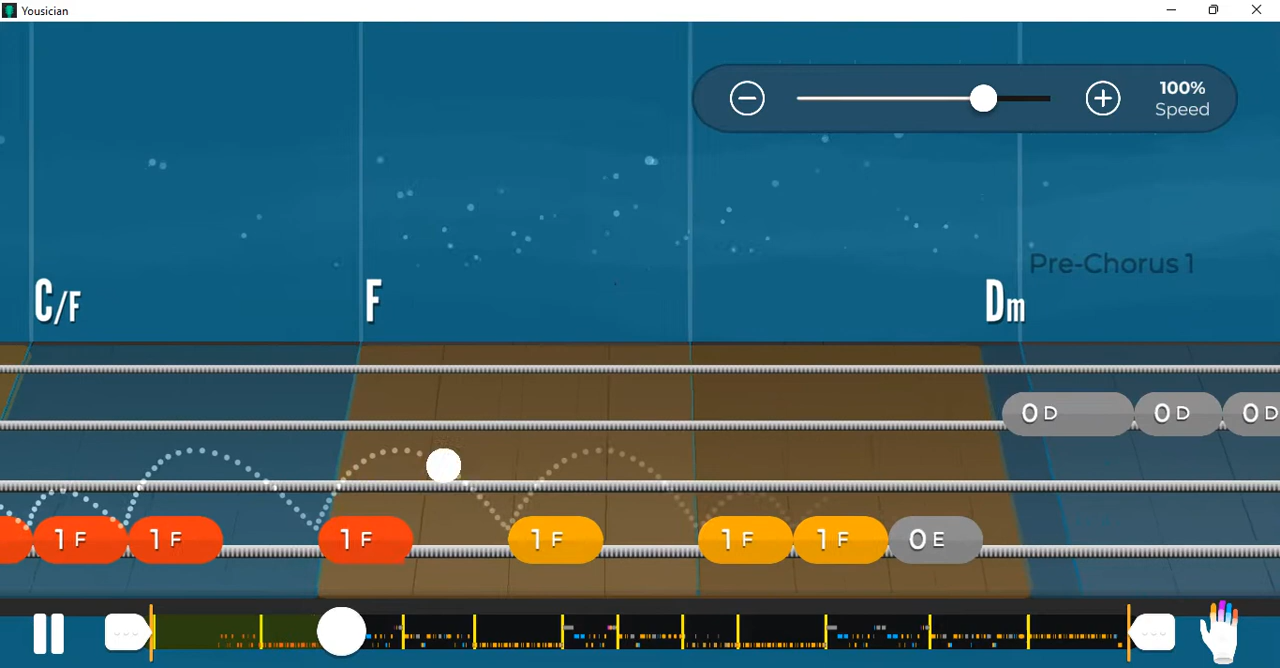 Yousician
100%
Speed
Pre-Chorus 1
C/F
F
Dm
0 D
0 D
0 D
1 F
1 F
1 F
1 F
1 F
1 F
0 E